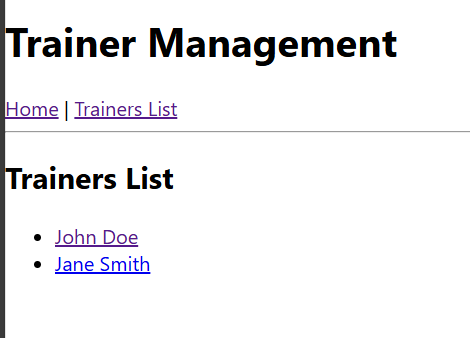 Trainer Management
Home | Trainers List
Trainers List
John Doe
Jane Smith